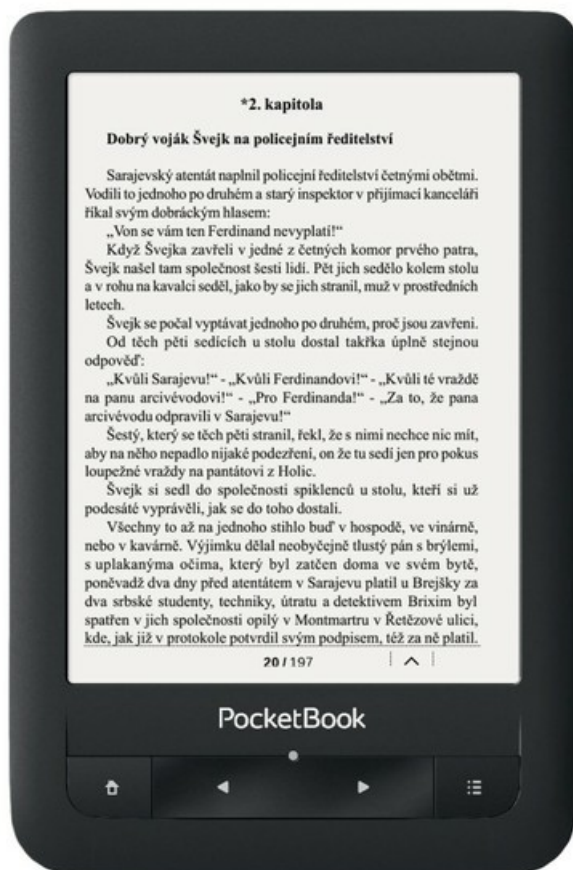 *2. kapitola
Dobrý voják Švejk na policejním ředitelství
Sarajevský atentát naplnil policejní ředitelství četnými obětmi.
Vodili to jednoho po druhém a starý inspektor v přijímací kanceláři
říkal svým dobráckým hlasem:
„Von se vám ten Ferdinand nevyplatí!“
Když Švejka zavřeli v jedné z četných komor prvého patra,
Švejk našel tam společnost šesti lidí. Pět jich sedělo kolem stolu
a v rohu na kavalci seděl, jako by se jich stranil, muž v prostředních
letech.
Švejk se počal vyptávat jednoho po druhém, proč jsou zavřeni.
Od těch pěti sedících u stolu dostal takřka úplně stejnou
odpověď:
„Kvůli Sarajevu!“ - „Kvůli Ferdinandovi!“ - „Kvůli té vraždě
na panu arcivévodovi!“ - „Pro Ferdinanda!“ - „Za to, že pana
arcivévodu odpravili v Sarajevu!“
Šestý, který se těch pěti stranil, řekl, že s nimi nechce nic mít,
aby na něho nepadlo nijaké podezření, on že tu sedí jen pro pokus
loupežné vraždy na pantátovi z Holic.
Švejk si sedl do společnosti spiklenců u stolu, kteří si už
podesáté vyprávěli, jak se do toho dostali.
Všechny to až na jednoho stihlo buď v hospodě, ve vinárně,
nebo v kavárně. Výjimku dělal neobyčejně tlustý pán s brýlemi,
s uplakanýma očima, který byl zatčen doma ve svém bytě,
poněvadž dva dny před atentátem v Sarajevu platil u Brejšky za
dva srbské studenty, techniky, útratu a detektivem Brixim byl
spatřen v jich společnosti opilý v Montmartru v Řetězové ulici,
kde, jak již v protokole potvrdil svým podpisem, též za ně platil.
20 / 197
PocketBook